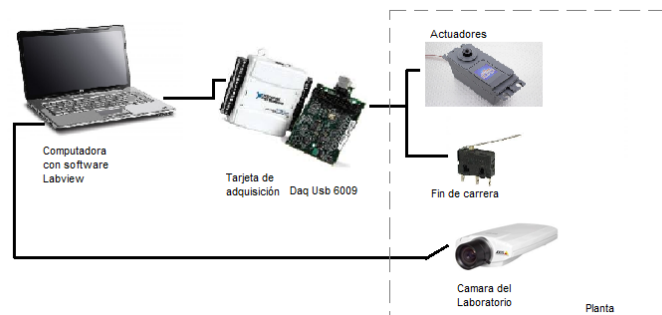 Actuadores
Computadora
con software
Labview
Tarjeta de
adquisición Daq Usb 6009
Fin de carrera
Camara del
Laboratorio
Planta